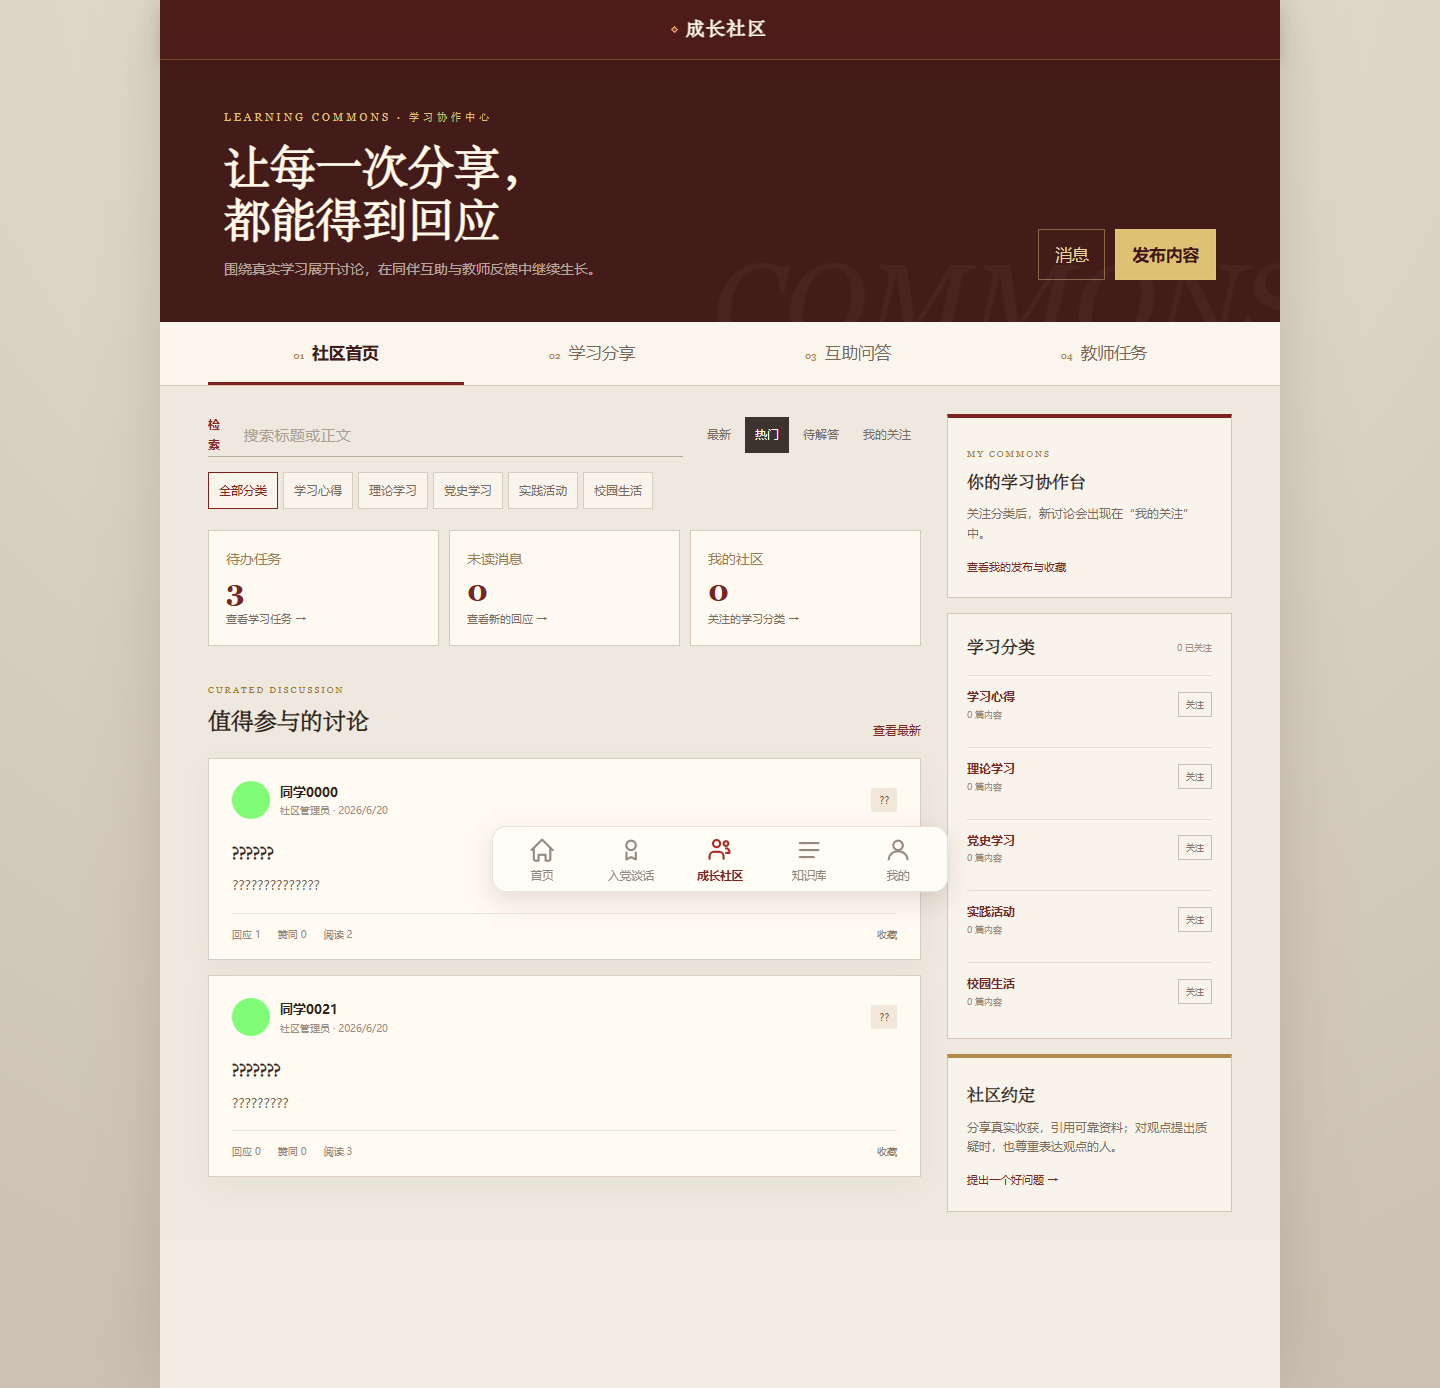 成长社区
LEARNING COMMONS · 学习协作中心
让每一次分享，
都能得到回应
围绕真实学习展开讨论，在同伴互助与教师反馈中继续生长。
COMMONS
消息
发布内容
01 社区首页
02 学习分享
03 互助问答
04 教师任务
检
索
搜索标题或正文
最新 热门 待解答 我的关注
全部分类 学习心得 理论学习 党史学习 实践活动 校园生活
待办任务
3
查看学习任务 →
未读消息
0
查看新的回应 →
我的社区
0
关注的学习分类 →
CURATED DISCUSSION
值得参与的讨论
查看最新
同学0000
社区管理员 · 2026/6/20
??
??????
??????????????
回应 1 赞同 0 阅读 2
收藏
同学0021
社区管理员 · 2026/6/20
??
???????
?????????
回应 0 赞同 0 阅读 3
收藏
首页 入党谈话 成长社区 知识库 我的
MY COMMONS
你的学习协作台
关注分类后，新讨论会出现在“我的关注”
中。
查看我的发布与收藏
学习分类
0 已关注
学习心得
0 篇内容
关注
理论学习
0 篇内容
关注
党史学习
0 篇内容
关注
实践活动
0 篇内容
关注
校园生活
0 篇内容
关注
社区约定
分享真实收获，引用可靠资料；对观点提出质
疑时，也尊重表达观点的人。
提出一个好问题 →